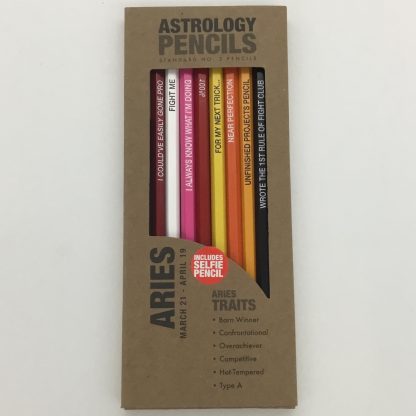 ASTROLOGY
PENCILS
STANDARD NO. 2 PENCILS
I COULD'VE EASILY GONE PRO
FIGHT ME
I ALWAYS KNOW WHAT I'M DOING
FOR MY NEXT TRICK...
NEAR PERFECTION
UNFINISHED PROJECTS PENCIL
WROTE THE 1ST RULE OF FIGHT CLUB
ARIES
MARCH 21 - APRIL 19
INCLUDES
SELFIE
PENCIL
ARIES
TRAITS
• Born Winner
• Confrontational
• Overachiever
• Competitive
• Hot-Tempered
• Type A